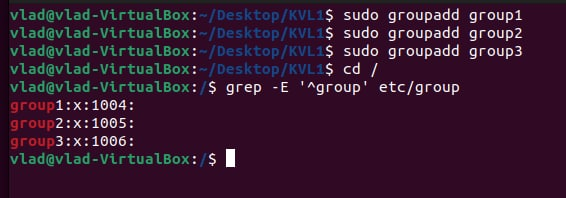 vlad@vlad-VirtualBox:~/Desktop/KVL1$ sudo groupadd group1
vlad@vlad-VirtualBox:~/Desktop/KVL1$ sudo groupadd group2
vlad@vlad-VirtualBox:~/Desktop/KVL1$ sudo groupadd group3
vlad@vlad-VirtualBox:~/Desktop/KVL1$ cd /
vlad@vlad-VirtualBox:/$ grep -E '^group' etc/group
group1:x:1004:
group2:x:1005:
group3:x:1006:
vlad@vlad-VirtualBox:/$